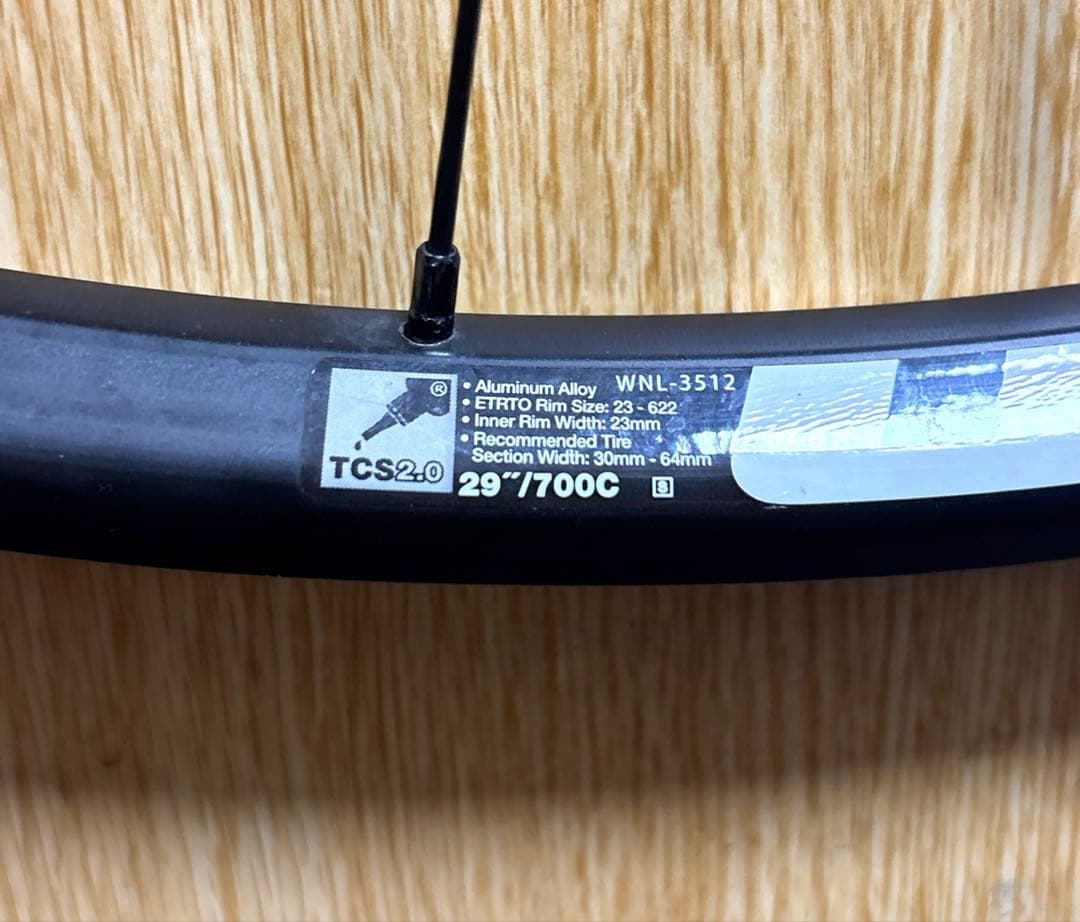 ®
TCS2.0
• Aluminum Alloy WNL-3512
• ETRTO Rim Size: 23 - 622
• Inner Rim Width: 23mm
• Recommended Tire
Section Width: 30mm - 64mm
29˝/700C S